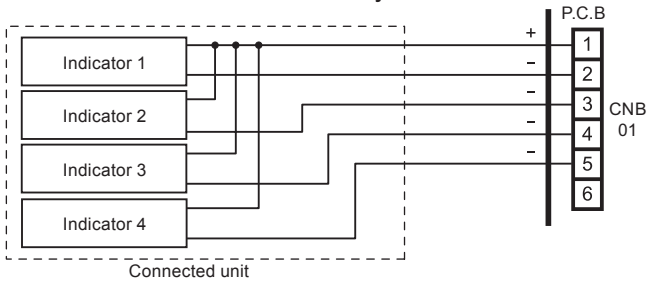 P.C.B
+
Indicator 1
1
−
2
Indicator 2
−
3
CNB
01
−
4
Indicator 3
−
5
6
Indicator 4
Connected unit